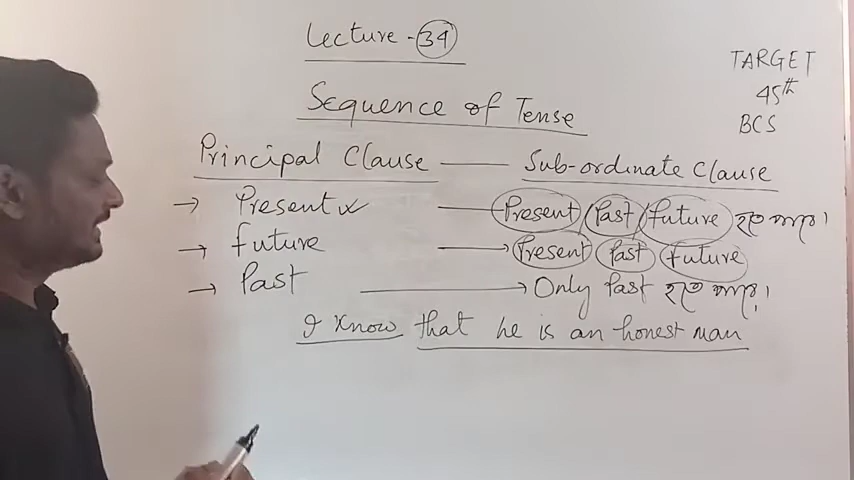 Lecture - 34
TARGET
45th
BCS
Sequence of Tense
Principal Clause — Sub-ordinate Clause
→ Present ✓ — Present / Past / future হতে পারে।
→ future → Present Past future
→ Past → Only Past হতে পারে।
I know that he is an honest man